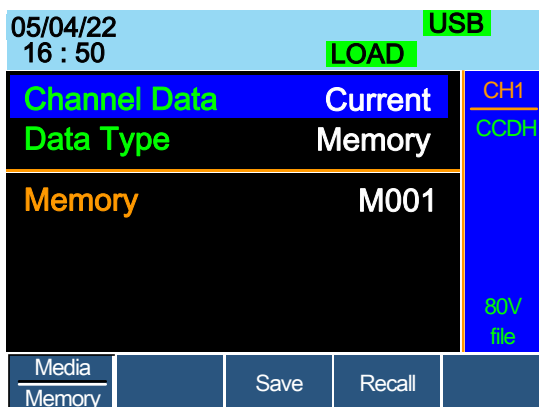 05/04/22 USB
16 : 50 LOAD
Channel Data Current
Data Type Memory
Memory M001
CH1
CCDH
80V
file
Media
Memory
Save
Recall